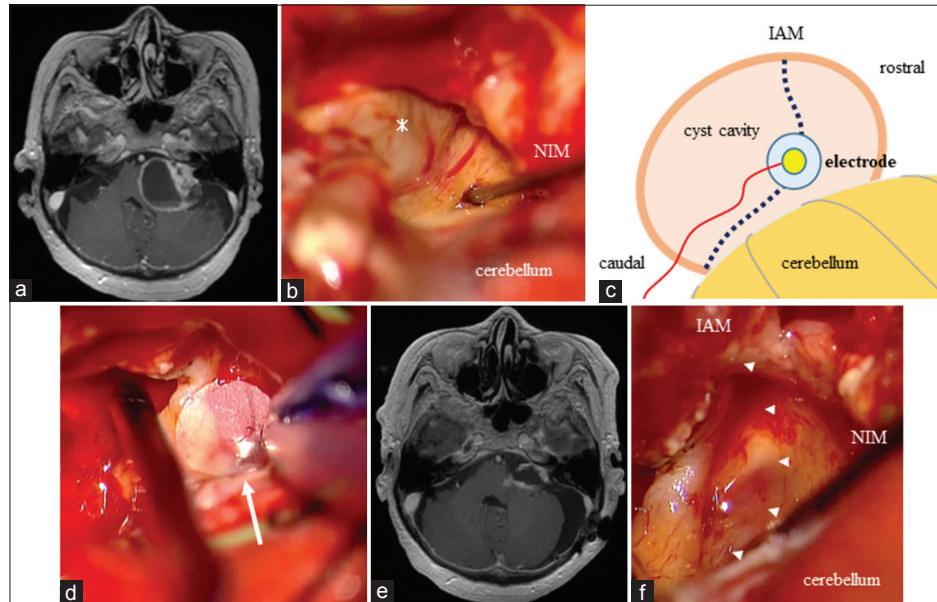 a
NIM
cerebellum
b
IAM
rostral
cyst cavity
electrode
caudal
cerebellum
c
d
e
IAM
NIM
cerebellum
f